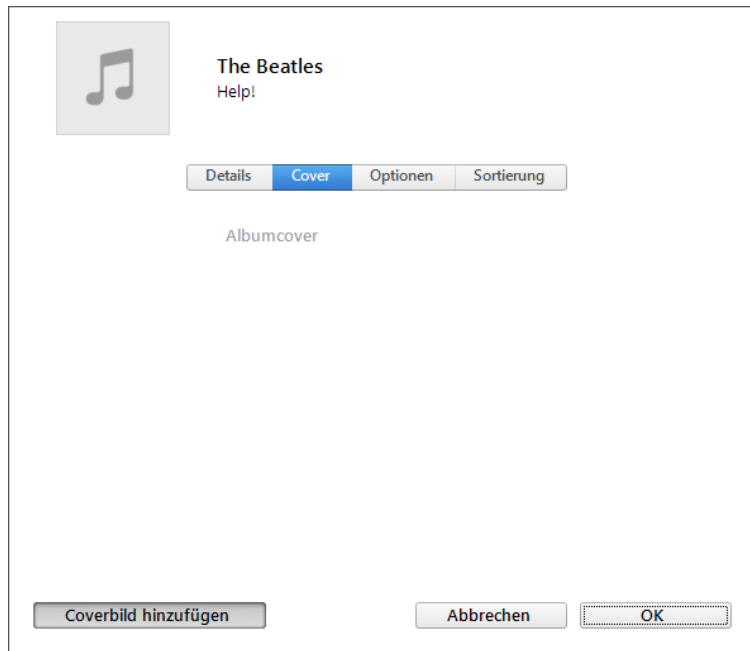 The Beatles
Help!
Details Cover Optionen Sortierung
Albumcover
Coverbild hinzufügen Abbrechen OK